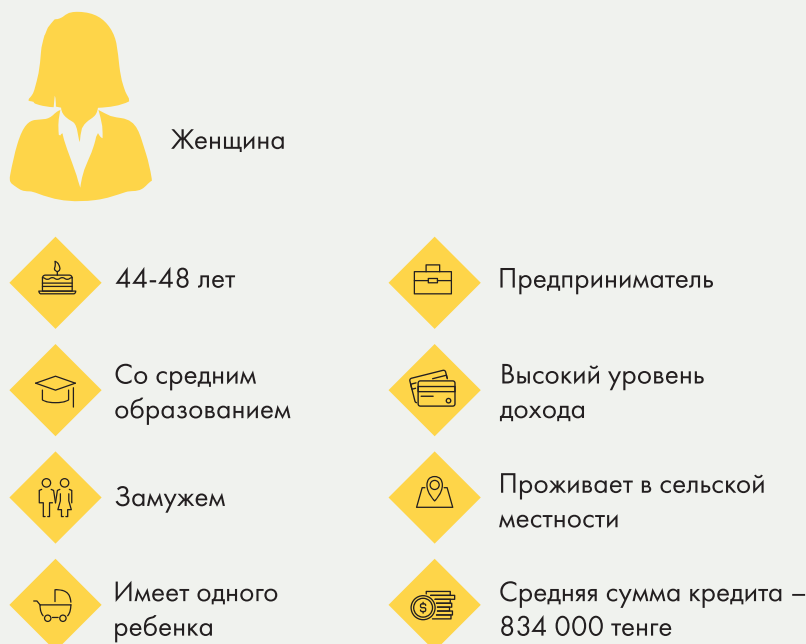 Женщина
44-48 лет
Предприниматель
Со средним
образованием
Высокий уровень
дохода
Замужем
Проживает в сельской
местности
Имеет одного
ребенка
Средняя сумма кредита –
834 000 тенге